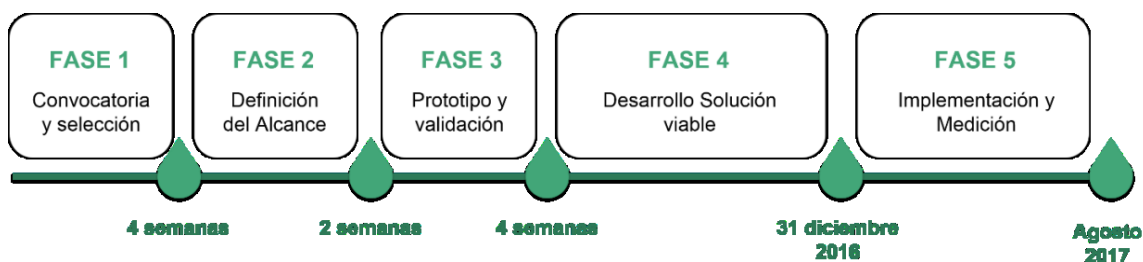 FASE 1
Convocatoria
y selección
FASE 2
Definición
del Alcance
FASE 3
Prototipo y
validación
FASE 4
Desarrollo Solución
viable
FASE 5
Implementación y
Medición
4 semanas
2 semanas
4 semanas
31 diciembre
2016
Agosto
2017